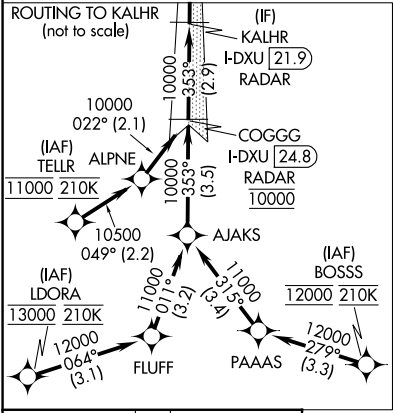 ROUTING TO KALHR
(not to scale)
(IF)
KALHR
I-DXU 21.9
RADAR
10000
353°
(2.9)
10000
022° (2.1)
COGGG
I-DXU 24.8
RADAR
10000
(IAF)
TELLR
11000 210K
ALPNE
10000
353°
(3.5)
10500
049° (2.2)
AJAKS
(IAF)
BOSSS
12000 210K
(IAF)
LDORA
13000 210K
11000
011°
(3.2)
11000
315°
(3.4)
12000
064°
(3.1)
FLUFF
PAAAS
12000
279°
(3.3)